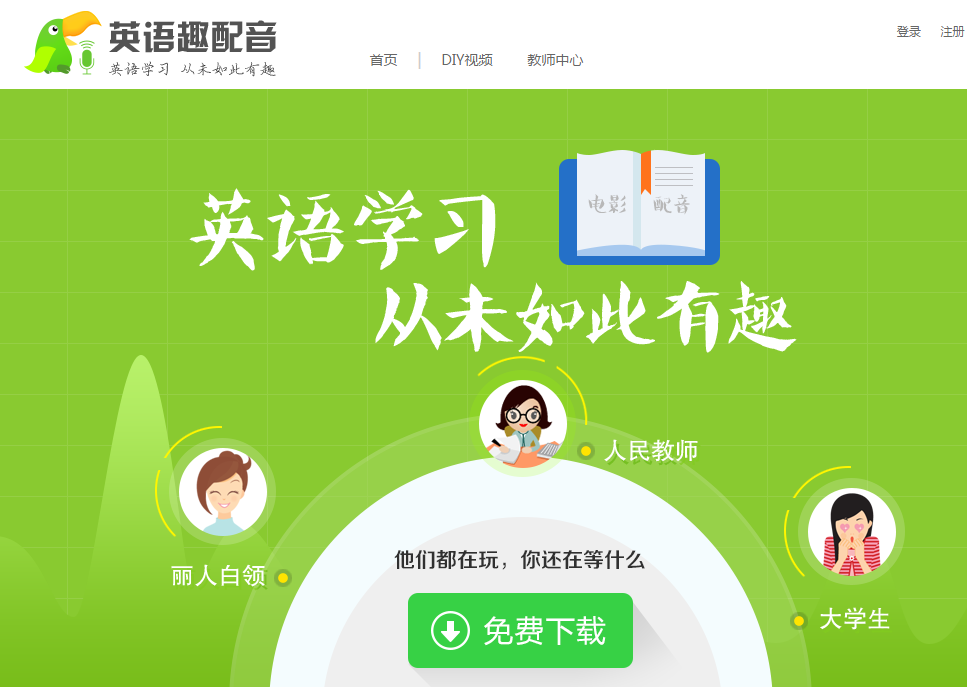 英语趣配音
英语学习 从未如此有趣
首页 | DIY视频 教师中心
登录 注册
电影 配音
英语学习
从未如此有趣
人民教师
丽人白领
大学生
他们都在玩，你还在等什么
免费下载